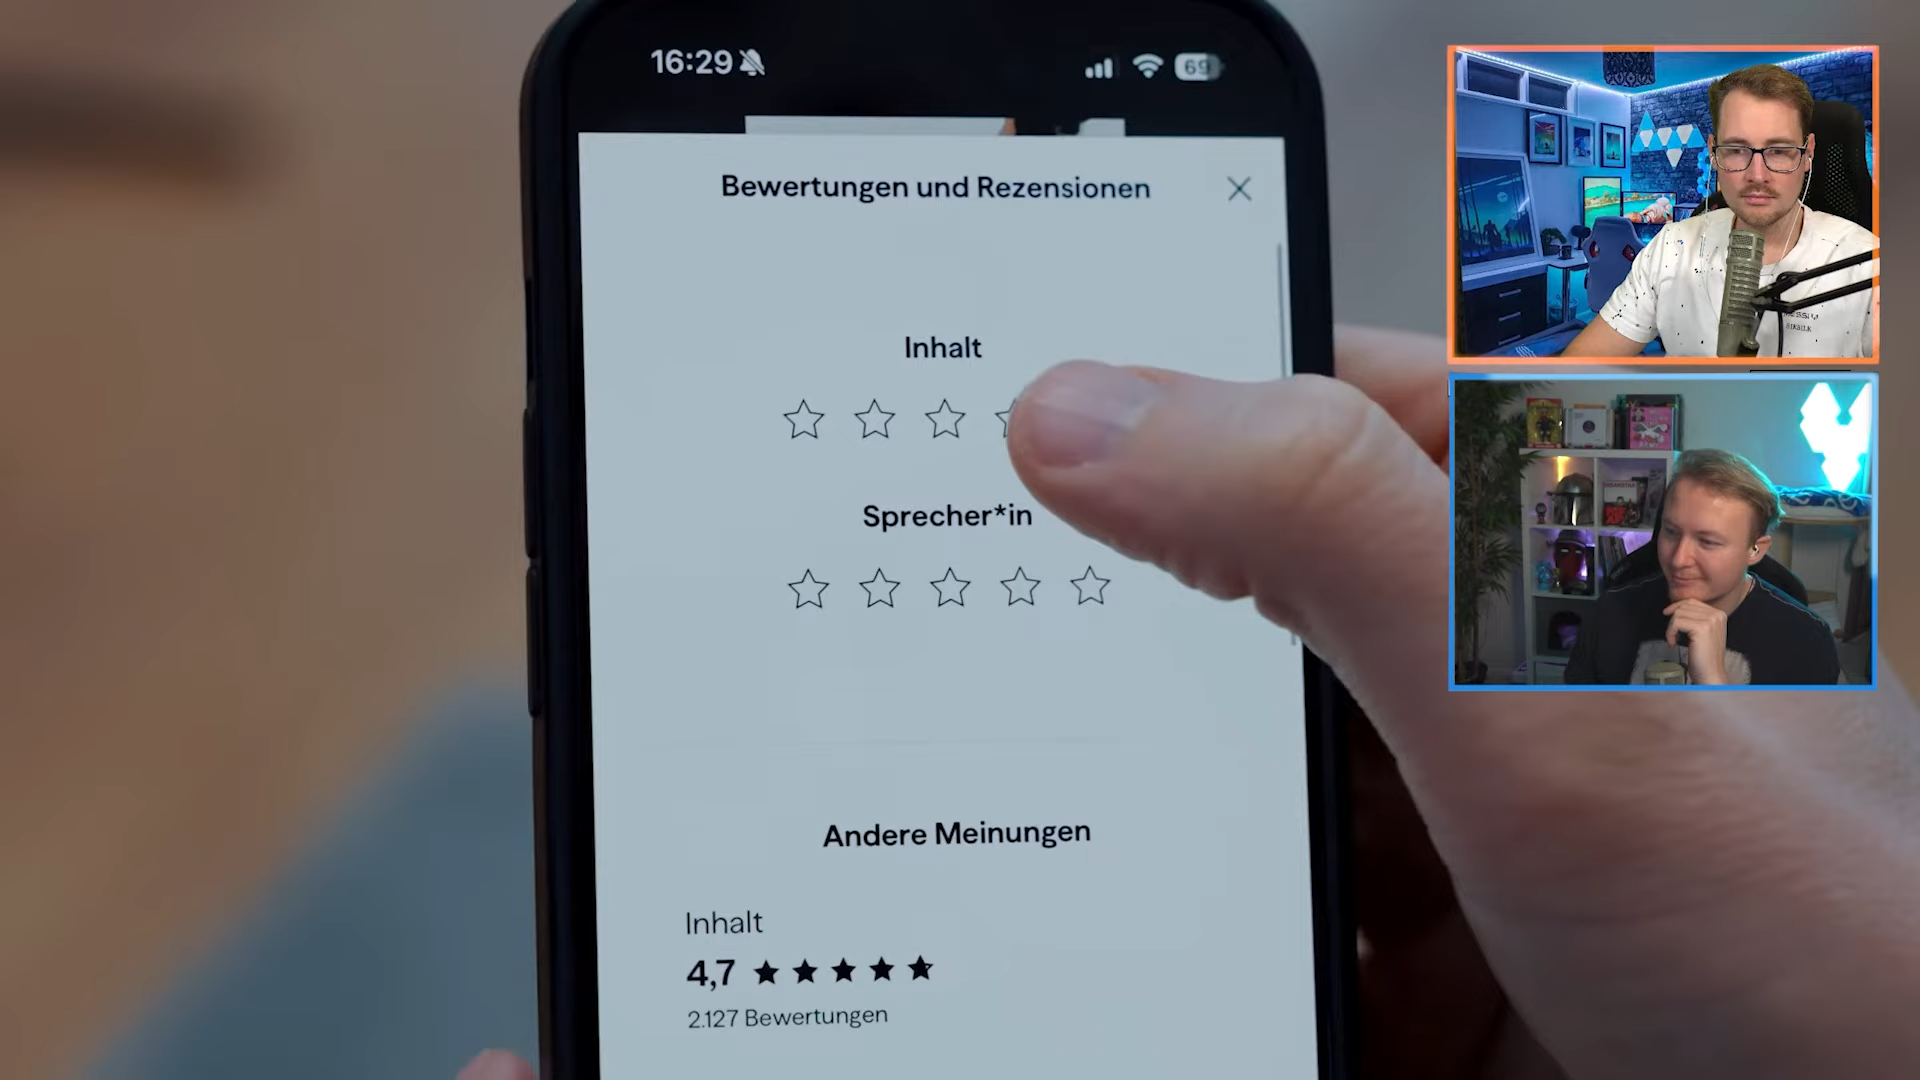 16:29
69
Bewertungen und Rezensionen
Inhalt
Sprecher*in
Andere Meinungen
Inhalt
4,7
2.127 Bewertungen